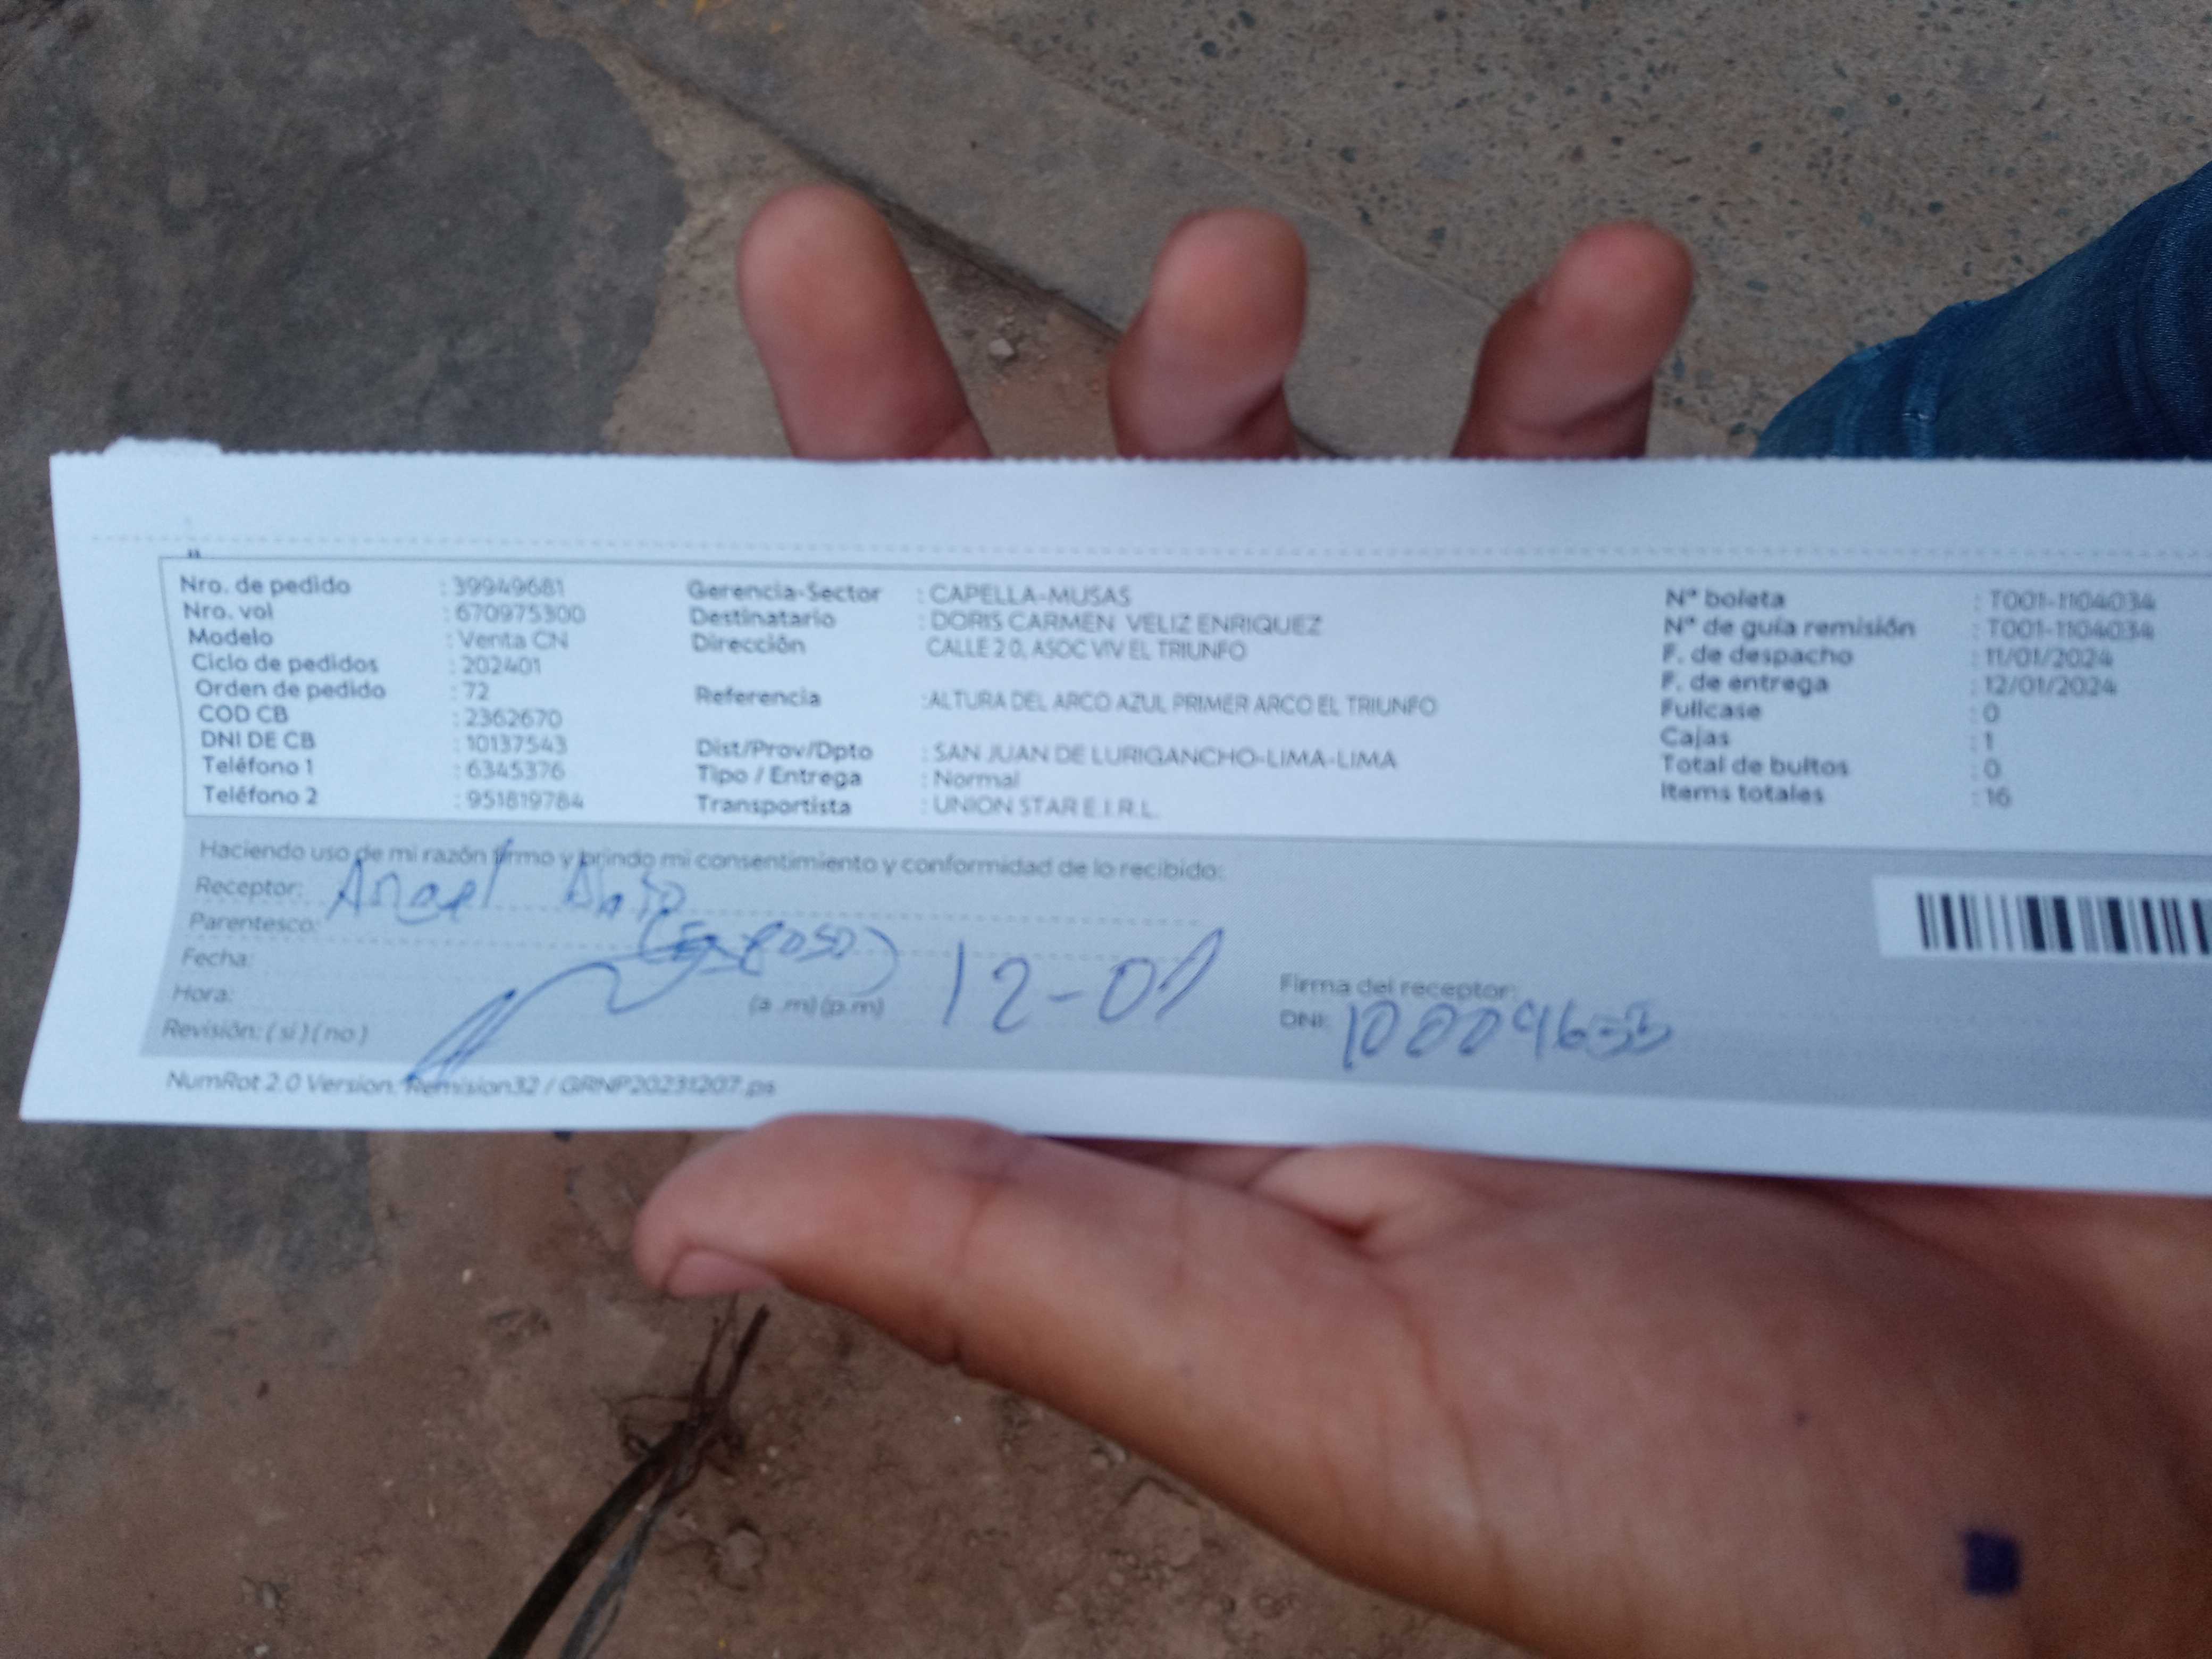 Nro. de pedido : 39949681
Nro. vol : 670975300
Modelo : Venta CN
Ciclo de pedidos : 202401
Orden de pedido : 72
COD CB : 2362670
DNI DE CB : 10137543
Teléfono 1 : 6345376
Teléfono 2 : 951819784
Gerencia-Sector : CAPELLA-MUSAS
Destinatario : DORIS CARMEN VELIZ ENRIQUEZ
Dirección CALLE 20, ASOC VIV EL TRIUNFO
Referencia :ALTURA DEL ARCO AZUL PRIMER ARCO EL TRIUNFO
Dist/Prov/Dpto : SAN JUAN DE LURIGANCHO-LIMA-LIMA
Tipo / Entrega : Normal
Transportista : UNION STAR E.I.R.L.
N° boleta : T001-1104034
N° de guía remisión : T001-1104034
F. de despacho : 11/01/2024
F. de entrega : 12/01/2024
Fullcase : 0
Cajas : 1
Total de bultos : 0
Items totales : 16
Haciendo uso de mi razón firmo y brindo mi consentimiento y conformidad de lo recibido:
Receptor: Angel
Parentesco: (Esposo)
Fecha: 12-01
Hora: (a .m) (p.m)
Revisión: ( si ) ( no )
Firma del receptor:
DNI:
NumRot 2.0 Version. Remision32 / GRNP20231207.ps